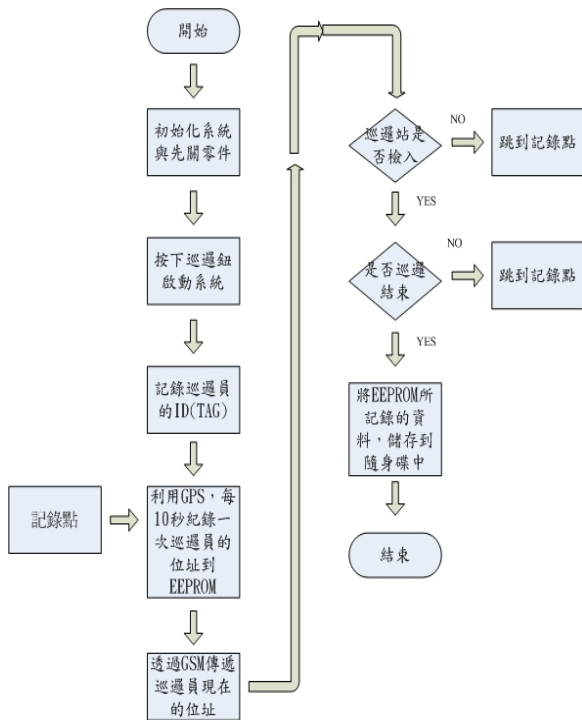 開始
初始化系統
與先關零件
按下巡邏鈕
啟動系統
記錄巡邏員
的ID(TAG)
記錄點
利用GPS，每
10秒紀錄一
次巡邏員的
位址到
EEPROM
透過GSM傳遞
巡邏員現在
的位址
巡邏站是
否檢入
NO
跳到記錄點
YES
是否巡邏
結束
NO
跳到記錄點
YES
將EEPROM所
記錄的資
料，儲存到
隨身碟中
結束